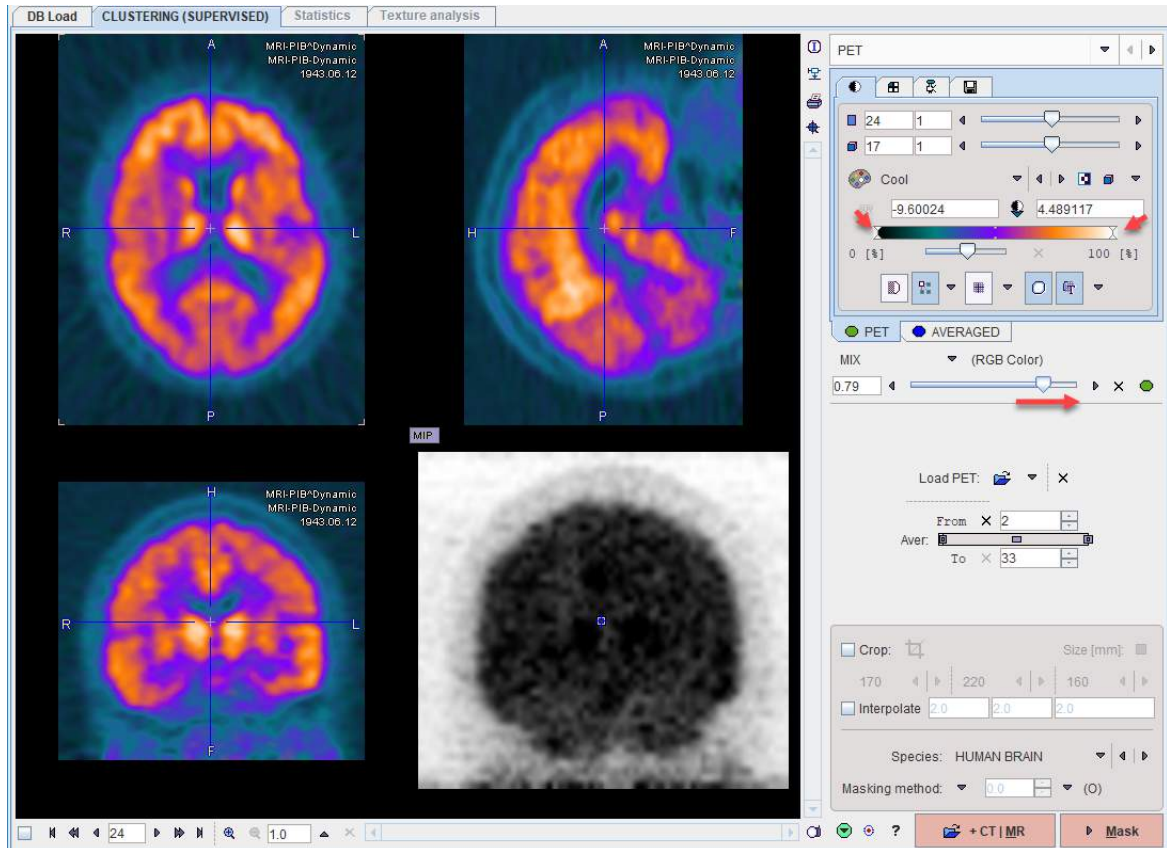 DB Load CLUSTERING (SUPERVISED) Statistics Texture analysis
A
MRI-PIB^Dynamic
MRI-PIB-Dynamic
1943.06.12
R
L
P
A
MRI-PIB^Dynamic
MRI-PIB-Dynamic
1943.06.12
H
F
P
H
MRI-PIB^Dynamic
MRI-PIB-Dynamic
1943.06.12
R
L
F
MIP
24
1.0
PET
24 1
17 1
Cool
-9.60024 4.489117
0 [%] 100 [%]
PET AVERAGED
MIX (RGB Color)
0.79
Load PET:
From 2
Aver:
To 33
Crop: Size [mm]:
170 220 160
Interpolate 2.0 2.0 2.0
Species: HUMAN BRAIN
Masking method: 0.0 (O)
? + CT | MR Mask